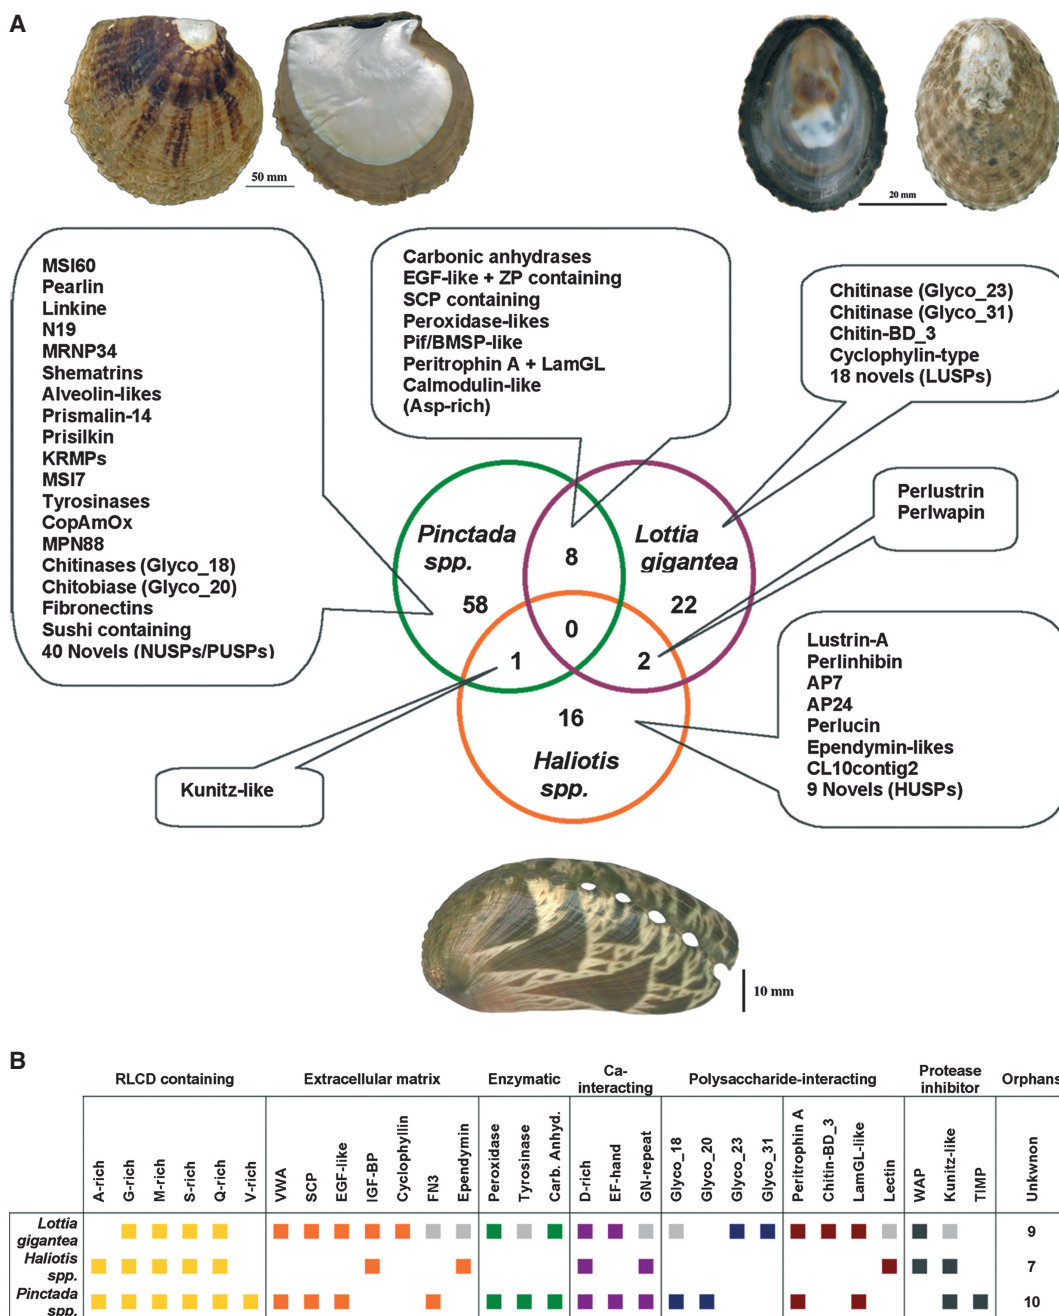 A
50 mm
20 mm
MSI60
Pearlin
Linkine
N19
MRNP34
Shematrins
Alveolin-likes
Prismalin-14
Prisilkin
KRMPs
MSI7
Tyrosinases
CopAmOx
MPN88
Chitinases (Glyco_18)
Chitobiase (Glyco_20)
Fibronectins
Sushi containing
40 Novels (NUSPs/PUSPs)
Carbonic anhydrases
EGF-like + ZP containing
SCP containing
Peroxidase-likes
Pif/BMSP-like
Peritrophin A + LamGL
Calmodulin-like
(Asp-rich)
Chitinase (Glyco_23)
Chitinase (Glyco_31)
Chitin-BD_3
Cyclophylin-type
18 novels (LUSPs)
Perlustrin
Perlwapin
Pinctada
spp.
58
8
Lottia
gigantea
22
0
1
2
16
Haliotis
spp.
Kunitz-like
Lustrin-A
Perlinhibin
AP7
AP24
Perlucin
Ependymin-likes
CL10contig2
9 Novels (HUSPs)
10 mm
B
RLCD containing
Extracellular matrix
Enzymatic
Ca-
interacting
Polysaccharide-interacting
Protease
inhibitor
Orphans
A-rich
G-rich
M-rich
S-rich
Q-rich
V-rich
VWA
SCP
EGF-like
IGF-BP
Cyclophyllin
FN3
Ependymin
Peroxidase
Tyrosinase
Carb. Anhyd.
D-rich
EF-hand
GN-repeat
Glyco_18
Glyco_20
Glyco_23
Glyco_31
Peritrophin A
Chitin-BD_3
LamGL-like
Lectin
WAP
Kunitz-like
TIMP
Unkwnon
Lottia
gigantea
9
Haliotis
spp.
7
Pinctada
spp.
10